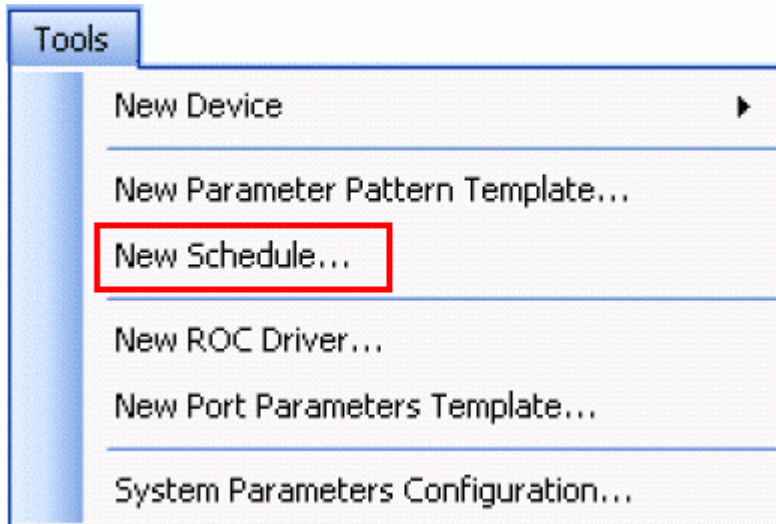 Tools
New Device
New Parameter Pattern Template...
New Schedule...
New ROC Driver...
New Port Parameters Template...
System Parameters Configuration...